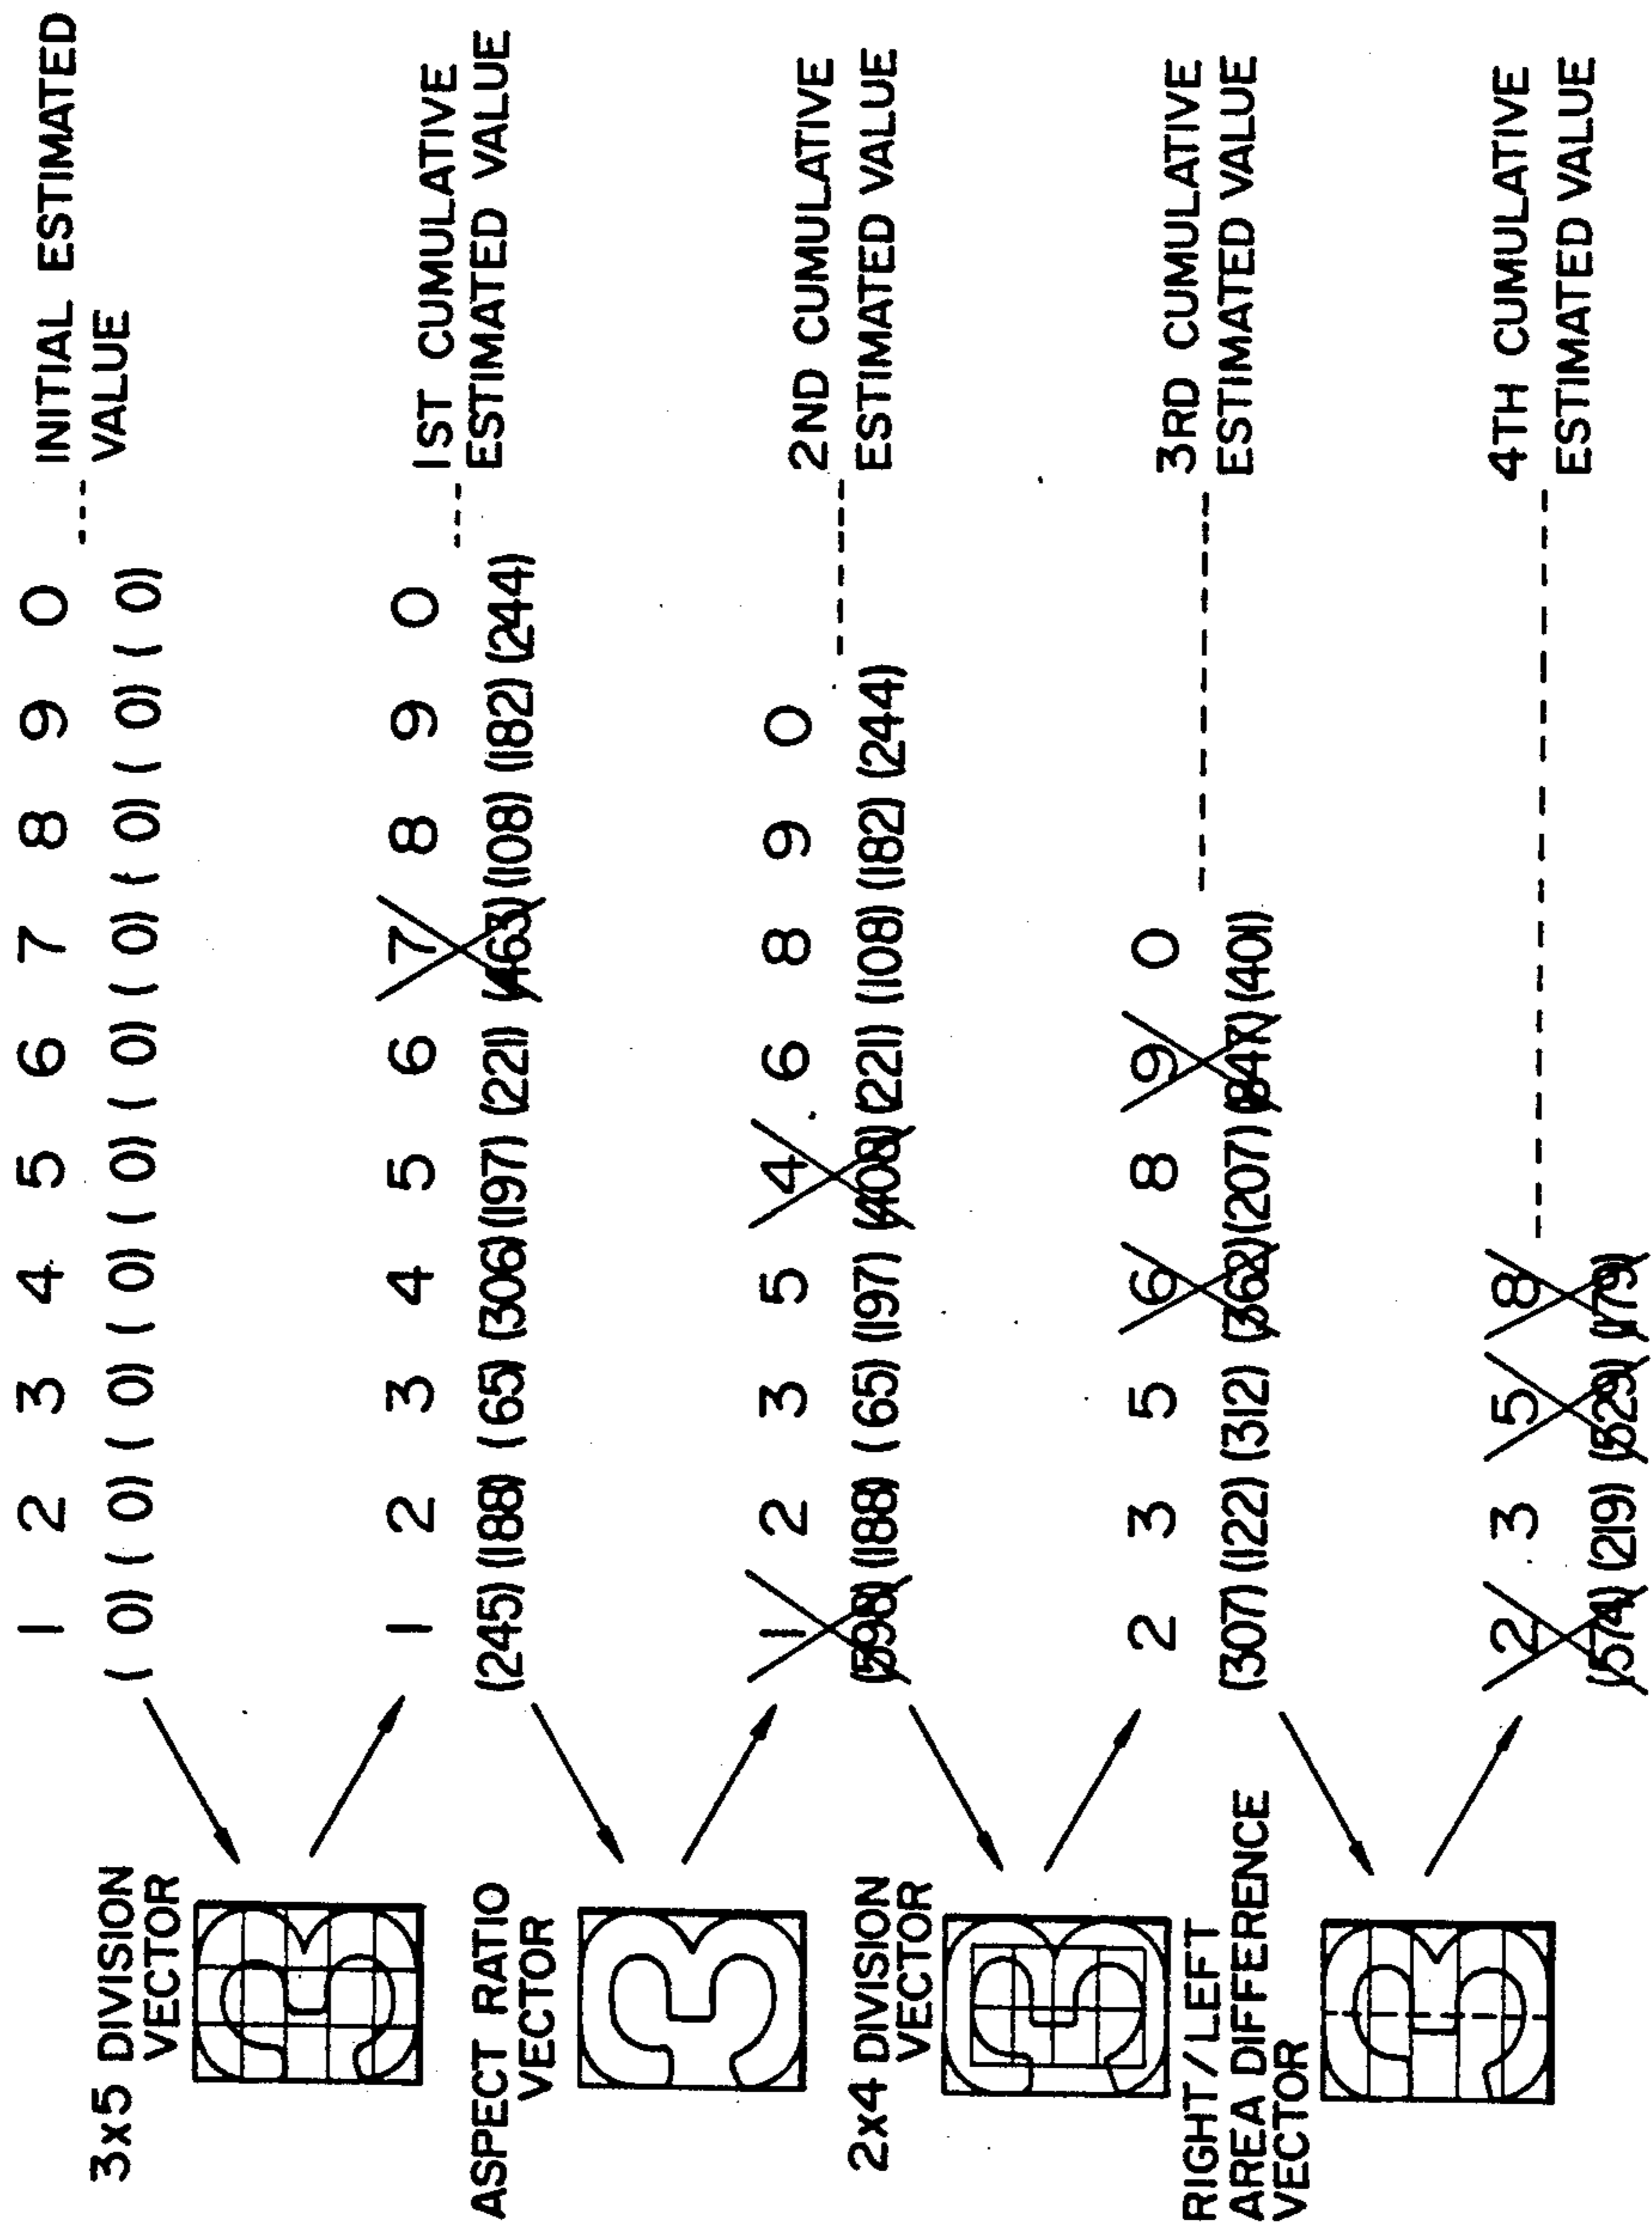 1 2 3 4 5 6 7 8 9 0 --- INITIAL ESTIMATED
VALUE
( 0) ( 0) ( 0) ( 0) ( 0) ( 0) ( 0) ( 0) ( 0) ( 0)
3x5 DIVISION
VECTOR
1 2 3 4 5 6 7 8 9 0 --- 1ST CUMULATIVE
ESTIMATED VALUE
(245) (188) (65) (306) (197) (221) (463) (108) (182) (244)
ASPECT RATIO
VECTOR
3
1 2 3 5 4 6 8 9 0 ------ 2ND CUMULATIVE
ESTIMATED VALUE
(598) (188) (65) (197) (408) (221) (108) (182) (244)
2x4 DIVISION
VECTOR
2 3 5 6 8 9 0 ------------- 3RD CUMULATIVE
ESTIMATED VALUE
(307) (122) (312) (362) (207) (847) (401)
RIGHT/LEFT
AREA DIFFERENCE
VECTOR
2 3 5 8 ------------------------ 4TH CUMULATIVE
ESTIMATED VALUE
(574) (219) (529) (179)